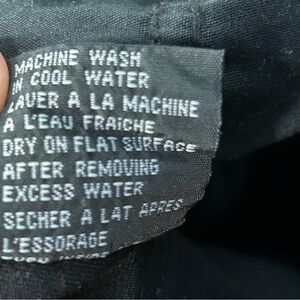 MACHINE WASH
IN COOL WATER
LAVER A LA MACHINE
A L'EAU FRAICHE
DRY ON FLAT SURFACE
AFTER REMOVING
EXCESS WATER
SECHER A LAT APRES
L'ESSORAGE